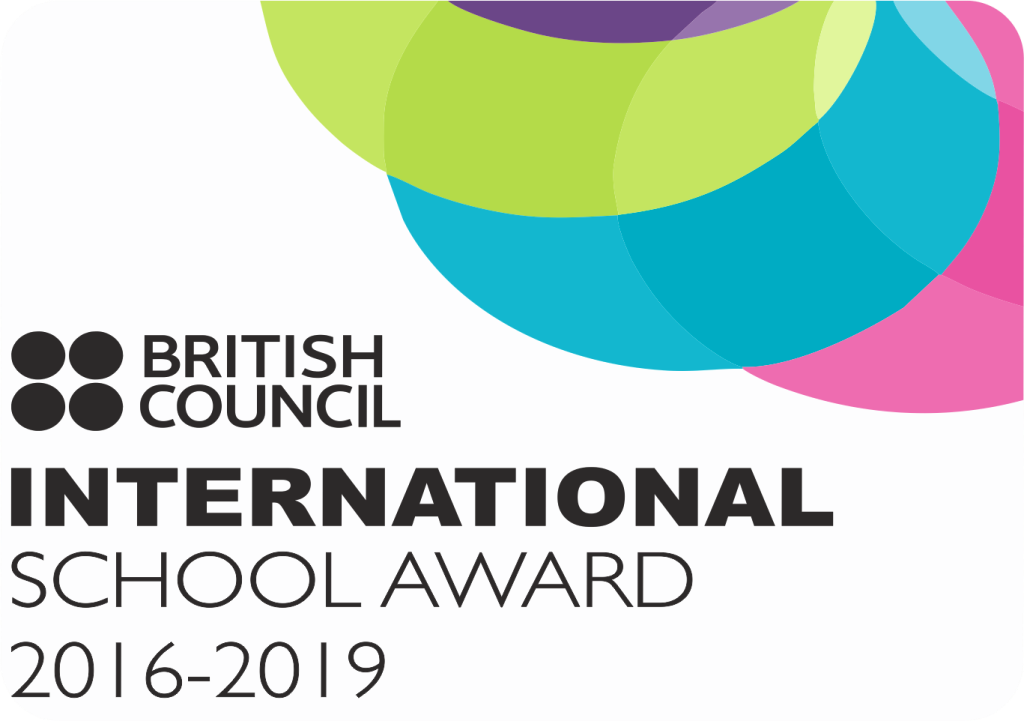 BRITISH
COUNCIL
INTERNATIONAL
SCHOOL AWARD
2016-2019